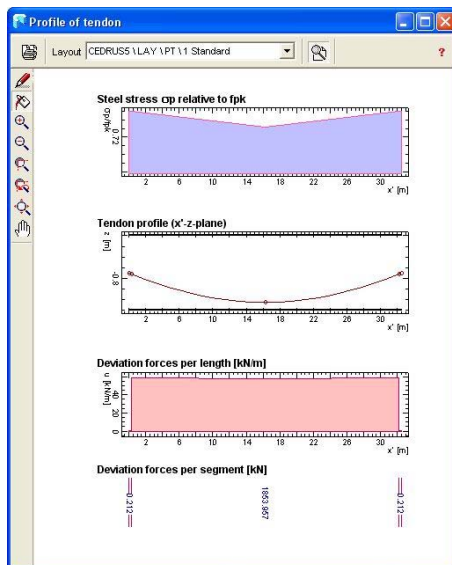 Profile of tendon
Layout CEDRUS5 \ LAY \ PT \ 1 Standard
?
Steel stress σp relative to fpk
σp/fpk
0.72
2 6 10 14 18 22 26 30
x' [m]
Tendon profile (x'-z-plane)
z [m]
-0.8
2 6 10 14 18 22 26 30
x' [m]
Deviation forces per length [kN/m]
u [kN/m]
0 20 40
2 6 10 14 18 22 26 30
x' [m]
Deviation forces per segment [kN]
-0.212
1853.957
-0.212